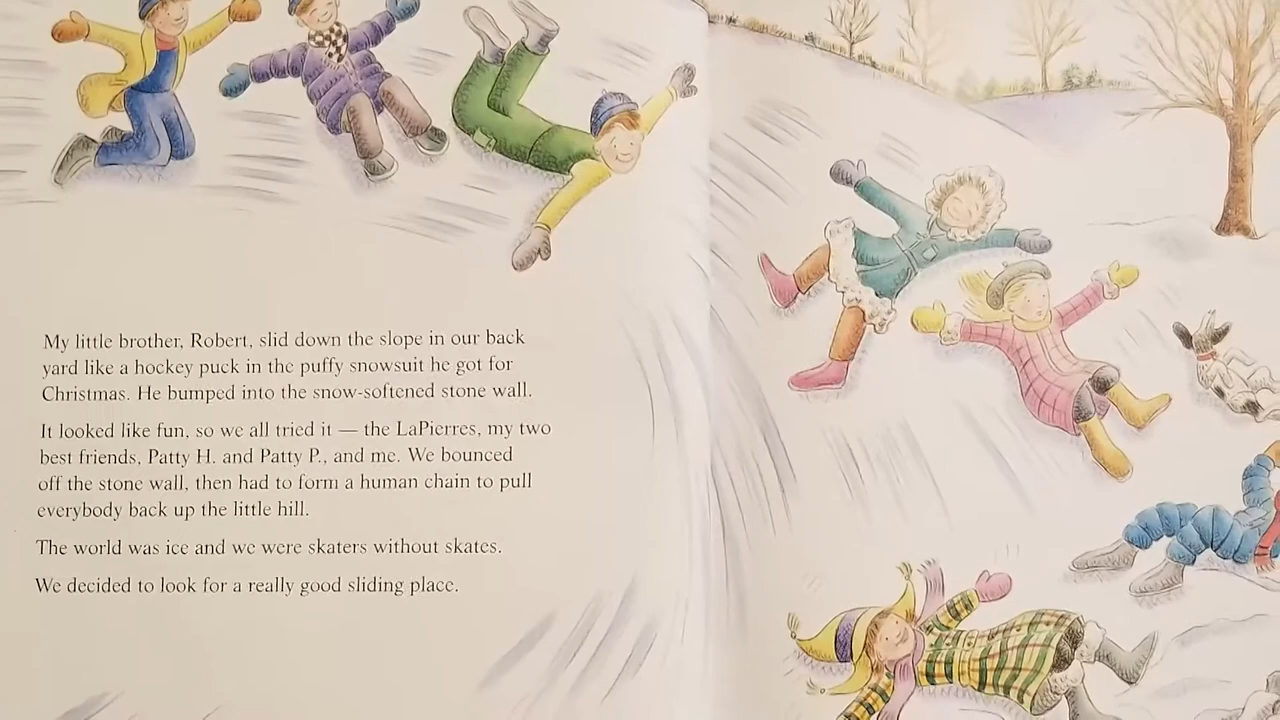 My little brother, Robert, slid down the slope in our back
yard like a hockey puck in the puffy snowsuit he got for
Christmas. He bumped into the snow-softened stone wall.
It looked like fun, so we all tried it — the LaPierres, my two
best friends, Patty H. and Patty P., and me. We bounced
off the stone wall, then had to form a human chain to pull
everybody back up the little hill.
The world was ice and we were skaters without skates.
We decided to look for a really good sliding place.